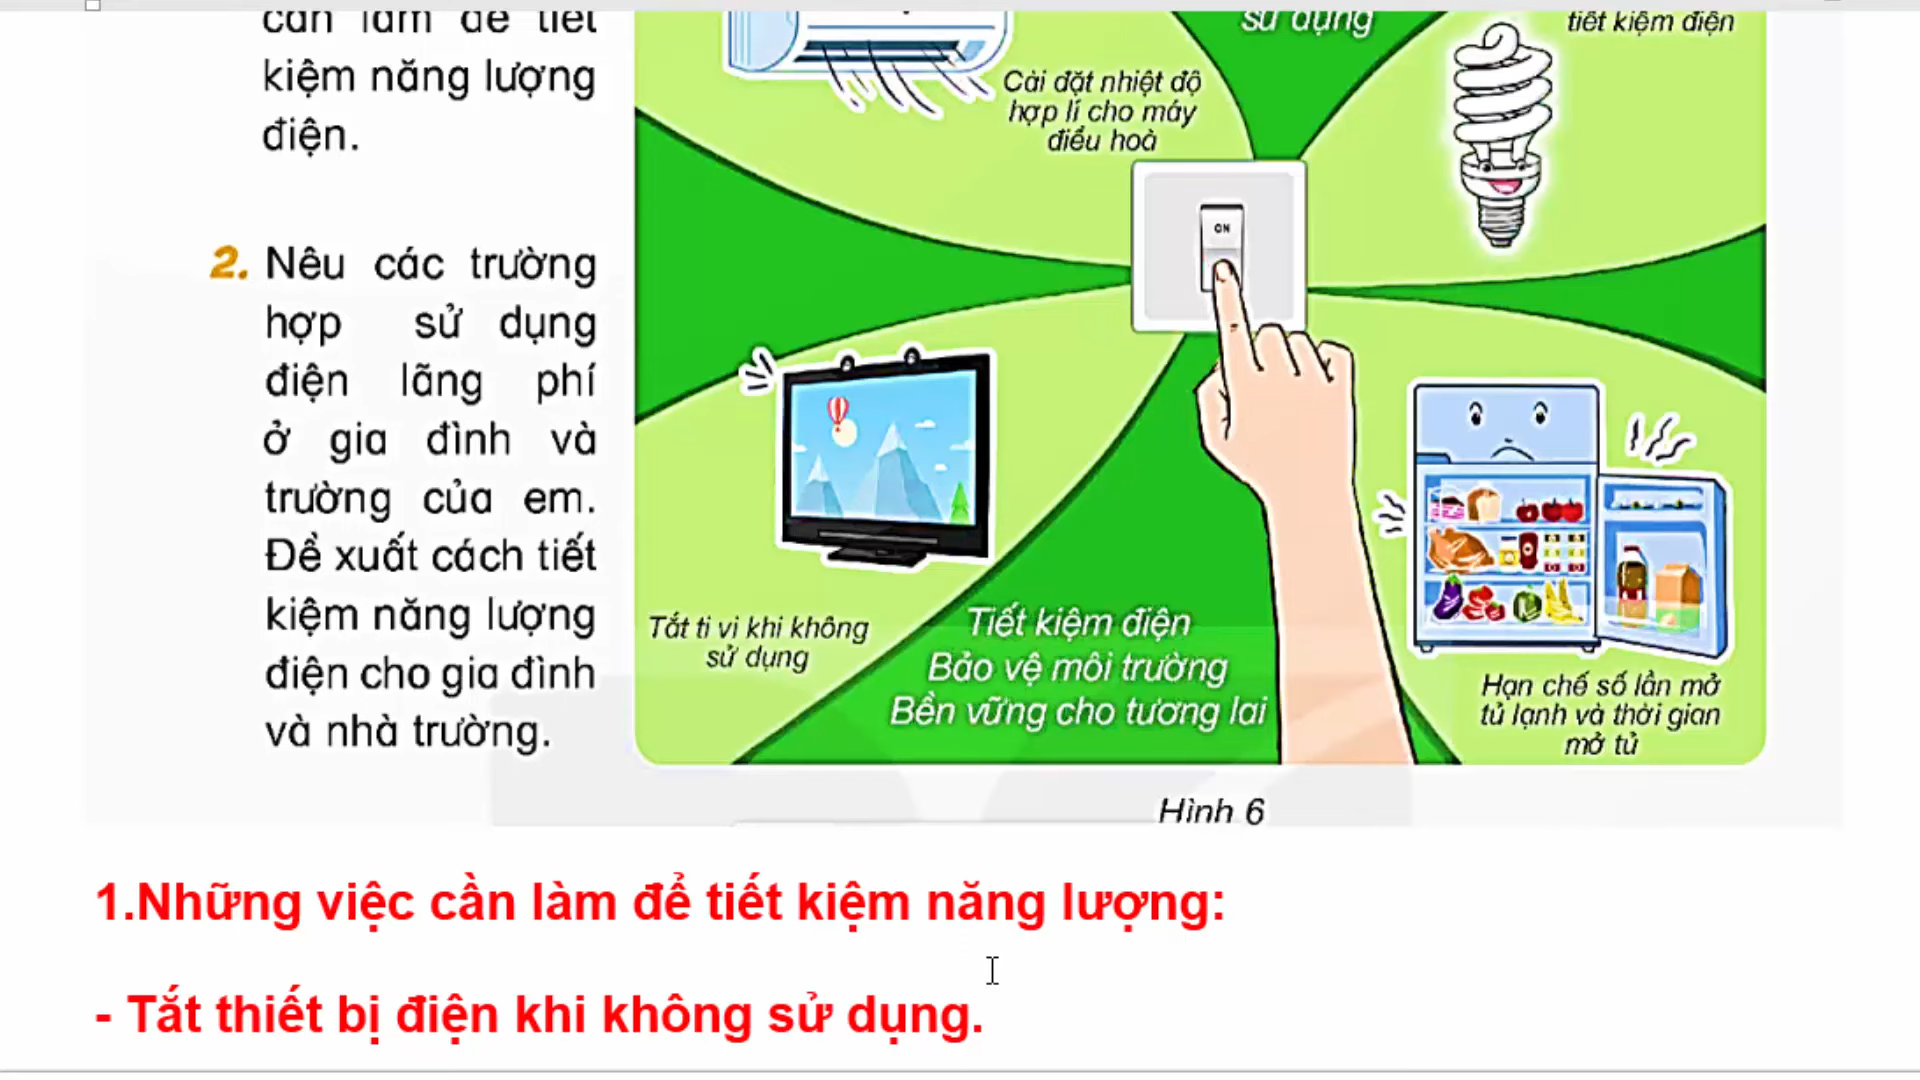 cần làm để tiết
kiệm năng lượng
điện.
2. Nêu các trường
hợp sử dụng
điện lãng phí
ở gia đình và
trường của em.
Đề xuất cách tiết
kiệm năng lượng
điện cho gia đình
và nhà trường.
sử dụng
tiết kiệm điện
Cài đặt nhiệt độ
hợp lí cho máy
điều hoà
ON
Tắt ti vi khi không
sử dụng
Tiết kiệm điện
Bảo vệ môi trường
Bền vững cho tương lai
Hạn chế số lần mở
tủ lạnh và thời gian
mở tủ
Hình 6
1.Những việc cần làm để tiết kiệm năng lượng:
- Tắt thiết bị điện khi không sử dụng.